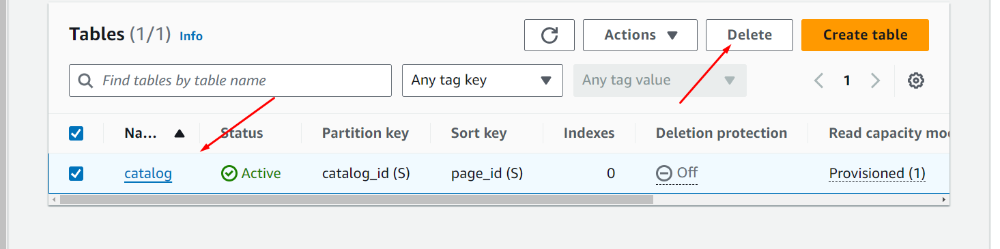 Tables (1/1) Info
Actions
Delete
Create table
Find tables by table name
Any tag key
Any tag value
1
Na... Status Partition key Sort key Indexes Deletion protection Read capacity mo
catalog Active catalog_id (S) page_id (S) 0 Off Provisioned (1)